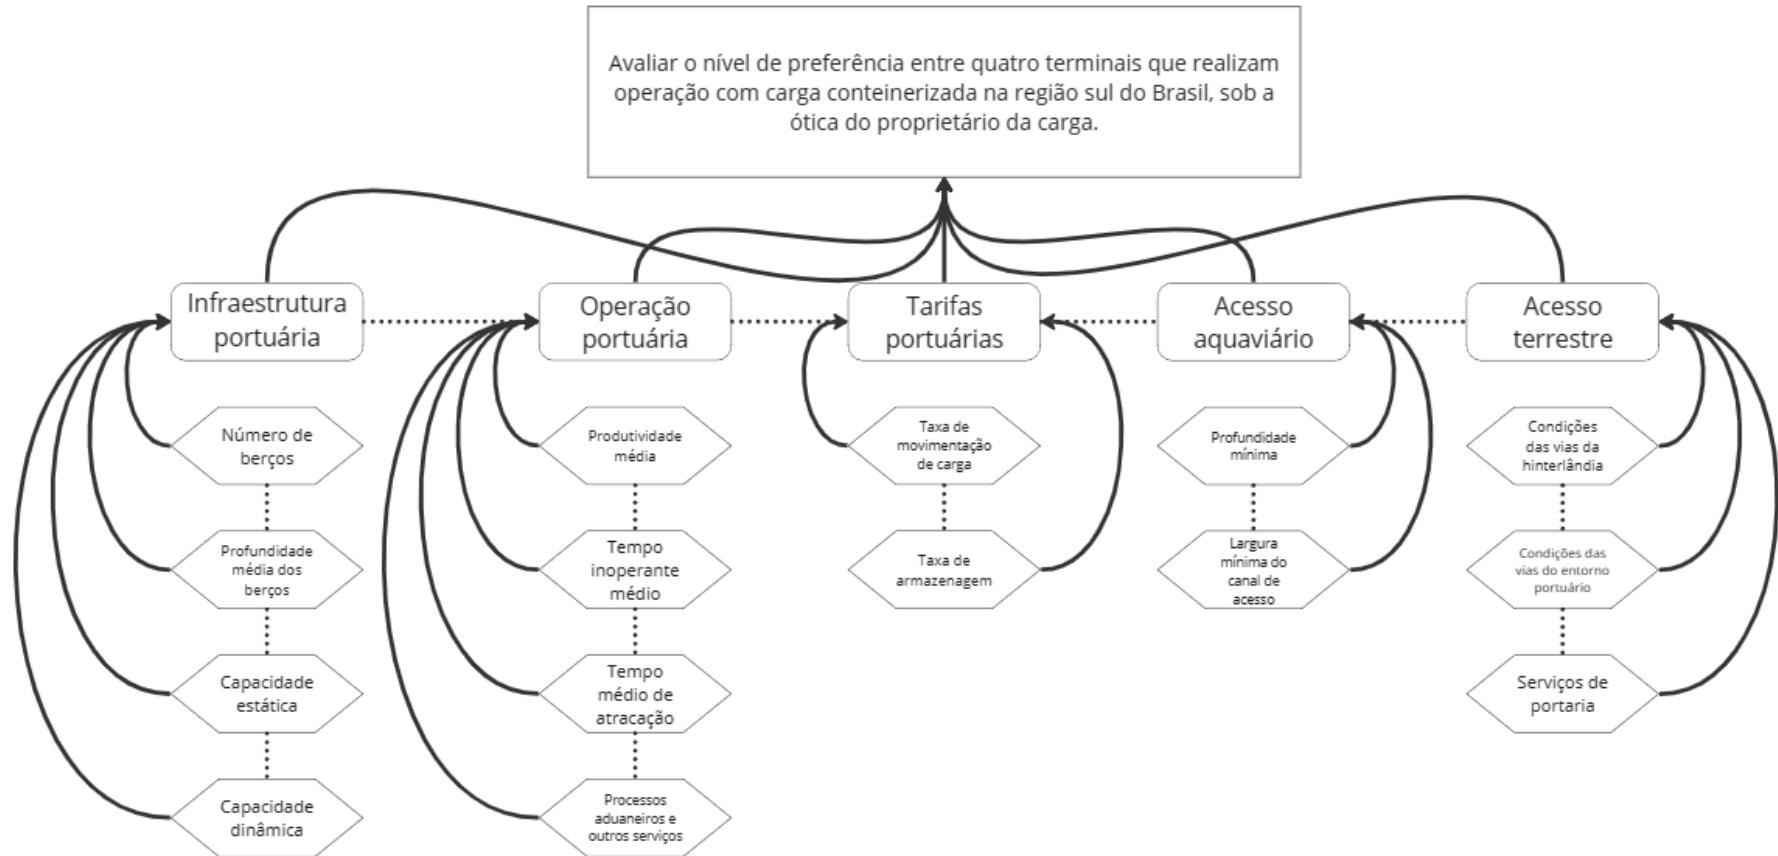 Avaliar o nível de preferência entre quatro terminais que realizam
operação com carga conteinerizada na região sul do Brasil, sob a
ótica do proprietário da carga.
Infraestrutura
portuária
Operação
portuária
Tarifas
portuárias
Acesso
aquaviário
Acesso
terrestre
Número de
berços
Profundidade
média dos
berços
Capacidade
estática
Capacidade
dinâmica
Produtividade
média
Tempo
inoperante
médio
Tempo
médio de
atracação
Processos
aduaneiros e
outros serviços
Taxa de
movimentação
de carga
Taxa de
armazenagem
Profundidade
mínima
Largura
mínima do
canal de
acesso
Condições
das vias da
hinterlândia
Condições das
vias do entorno
portuário
Serviços de
portaria